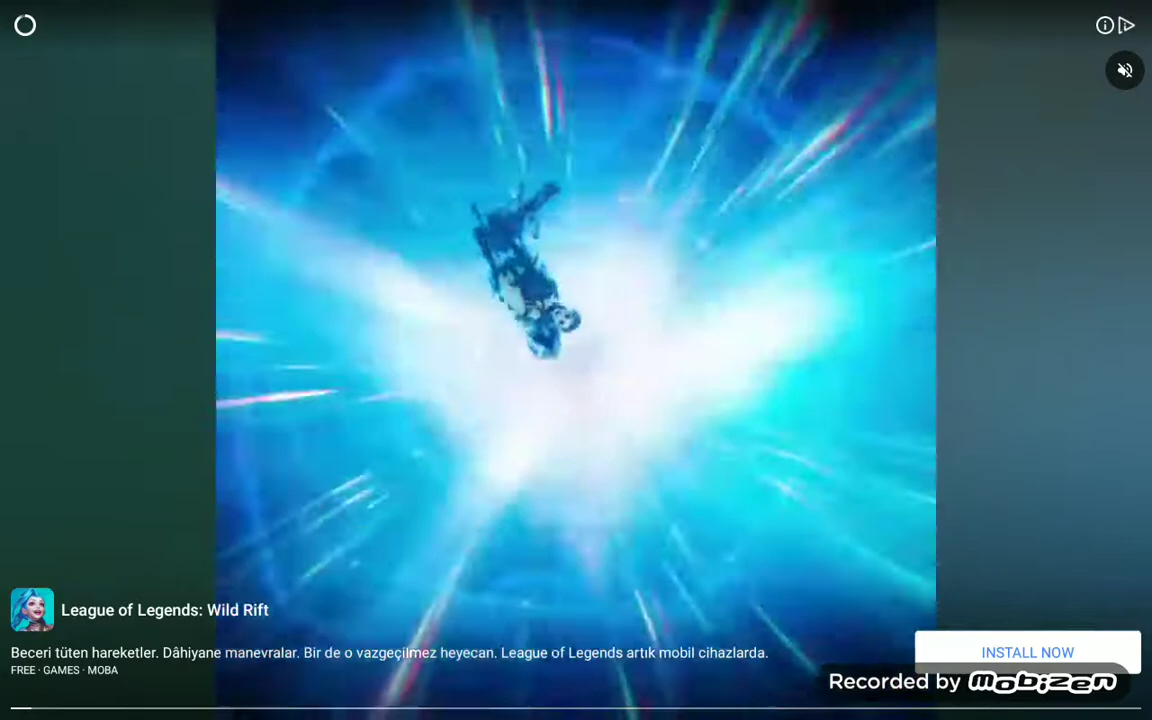 League of Legends: Wild Rift
Beceri tüten hareketler. Dâhiyane manevralar. Bir de o vazgeçilmez heyecan. League of Legends artık mobil cihazlarda.
FREE · GAMES · MOBA
INSTALL NOW
Recorded by mobizen